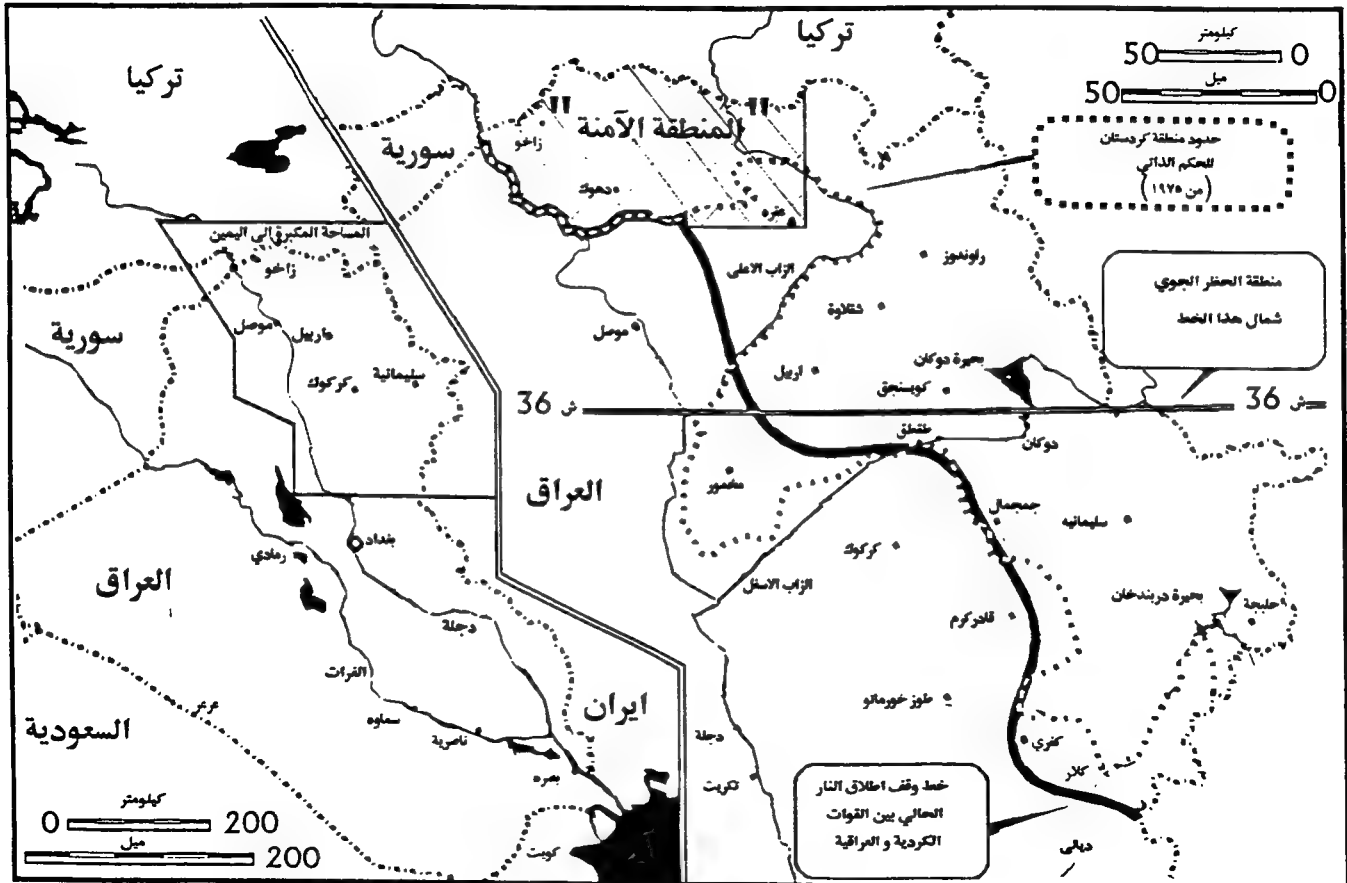 تركيا
تركيا
كيلومتر
50 0
ميل
50 0
حدود منطقة كردستان
للحكم الذاتي
(من ١٩٧٥)
"المنطقة الآمنة"
سورية
زاخو
دهوك
عقره
المساحة المكبرة الى اليمين
زاخو
سورية
موصل
اربيل
كركوك
سليمانية
الزاب الاعلى
راوندوز
شقلاوة
موصل
اربيل
كويسنجق
بحيرة دوكان
منطقة الحظر الجوي
شمال هذا الخط
36 ش
36 ش
طقطق
دوكان
العراق
مخمور
جمجمال
سليمانيه
كركوك
الزاب الاسفل
قادركرم
بحيرة دربندخان
حلبجة
بغداد
رمادي
العراق
دجلة
الفرات
سماوه
ناصرية
عرعر
السعودية
ايران
بصره
كويت
طوز خورماتو
كفري
كلار
دجلة
تكريت
خط وقف اطلاق النار
الحالي بين القوات
الكردية و العراقية
ديالى
كيلومتر
0 200
ميل
200